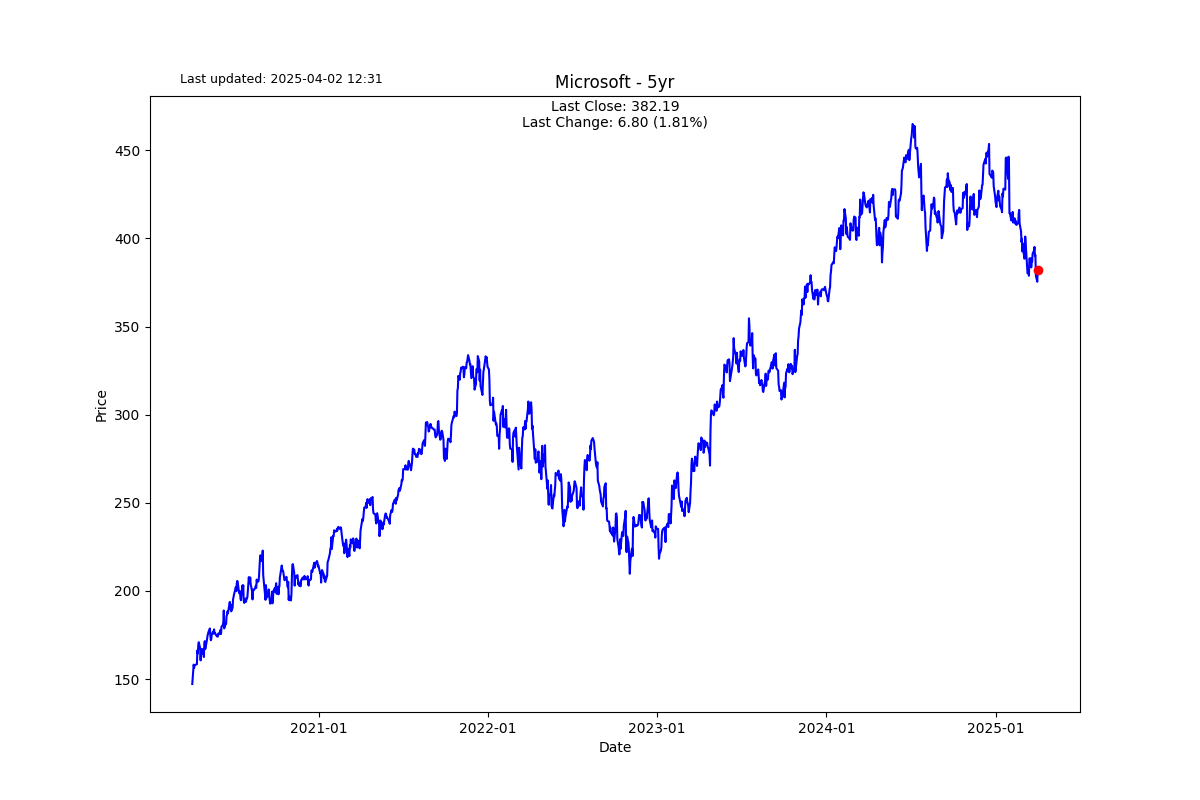 Last updated: 2025-04-02 12:31
Microsoft - 5yr
Last Close: 382.19
Last Change: 6.80 (1.81%)
450
400
350
300
250
200
150
Price
2021-01
2022-01
2023-01
2024-01
2025-01
Date